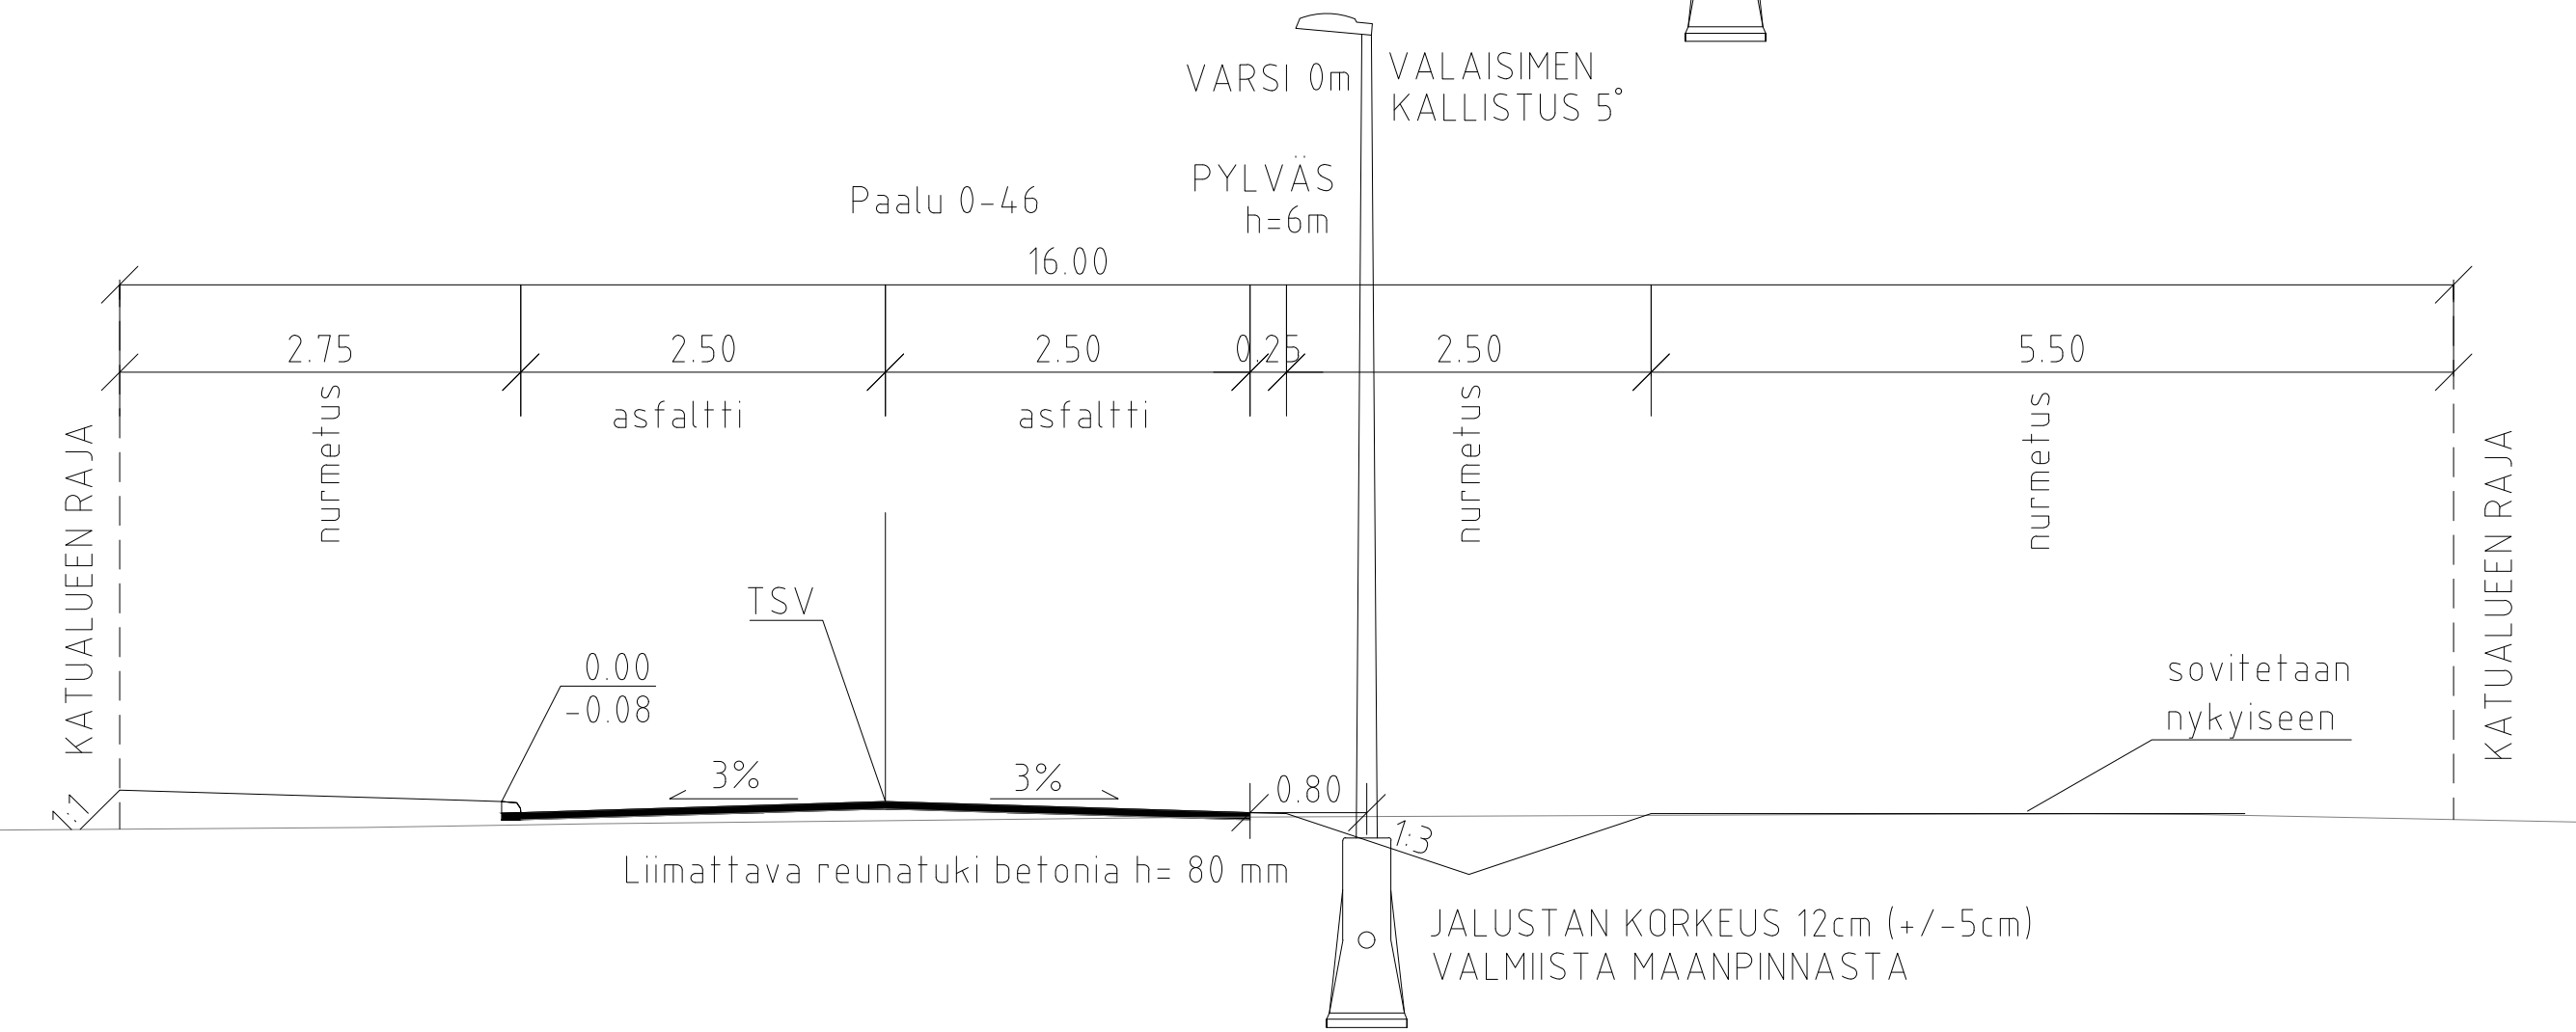 VARSI 0m
VALAISIMEN
KALLISTUS 5°
PYLVÄS
h=6m
Paalu 0-46
16.00
2.75
2.50
2.50
0.25
2.50
5.50
nurmetus
asfaltti
asfaltti
nurmetus
nurmetus
KATUALUEEN RAJA
KATUALUEEN RAJA
TSV
0.00
-0.08
sovitetaan
nykyiseen
3%
3%
0.80
1:1
1:3
Liimattava reunatuki betonia h= 80 mm
JALUSTAN KORKEUS 12cm (+/-5cm)
VALMIISTA MAANPINNASTA